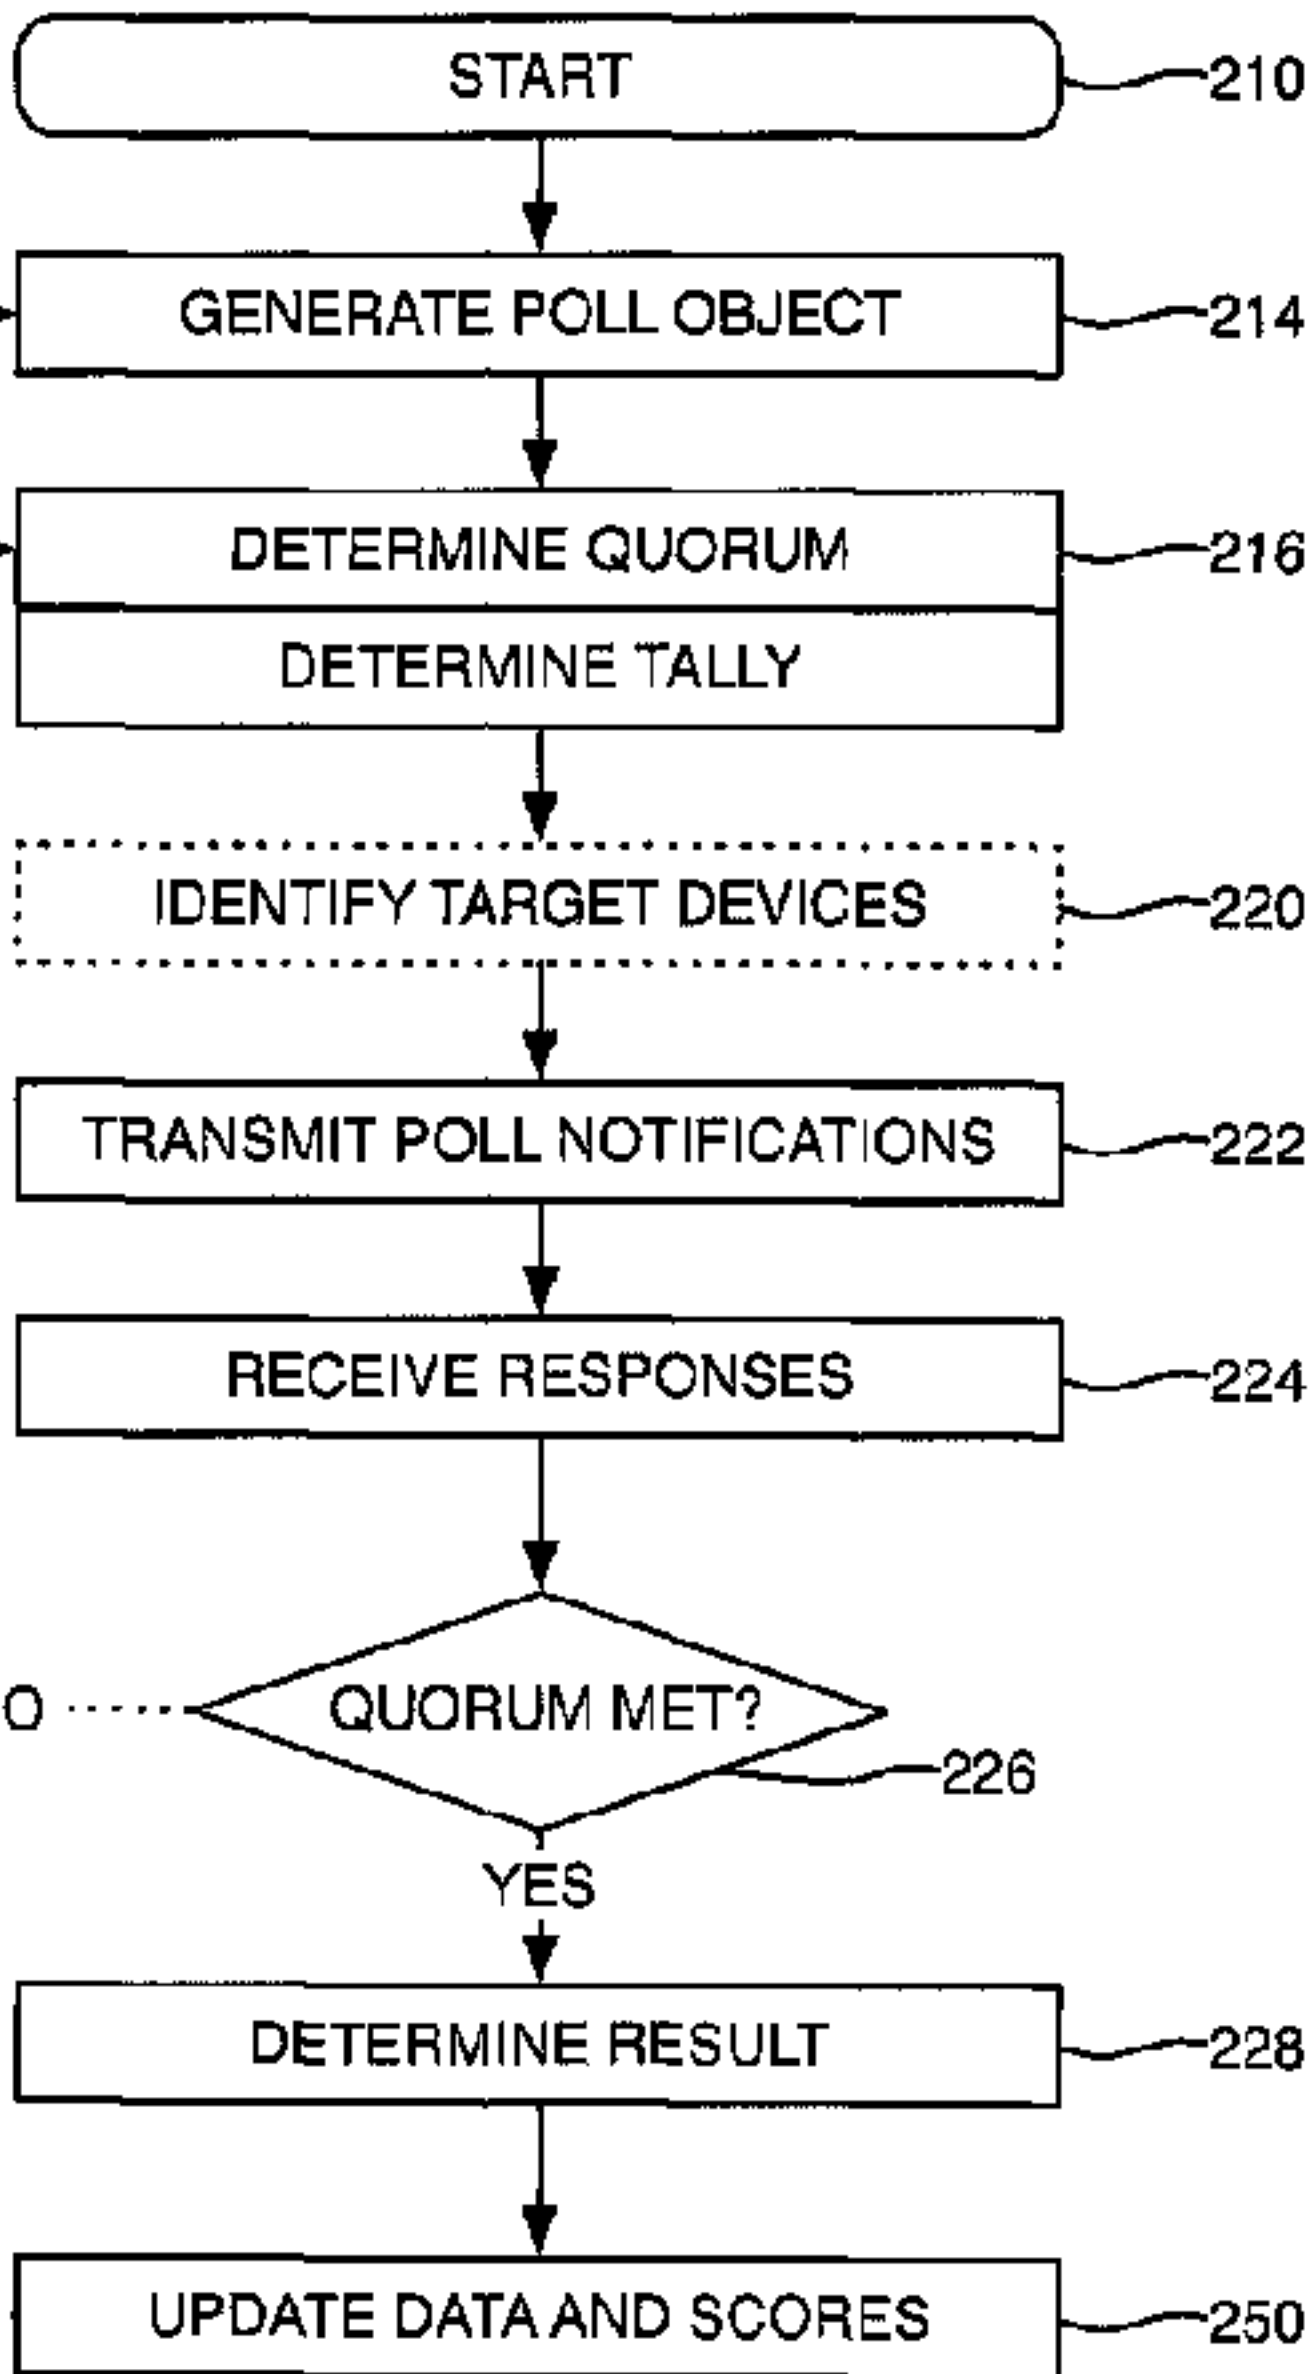 START
210
GENERATE POLL OBJECT
214
DETERMINE QUORUM
216
DETERMINE TALLY
IDENTIFY TARGET DEVICES
220
TRANSMIT POLL NOTIFICATIONS
222
RECEIVE RESPONSES
224
O
QUORUM MET?
226
YES
DETERMINE RESULT
228
UPDATE DATA AND SCORES
250